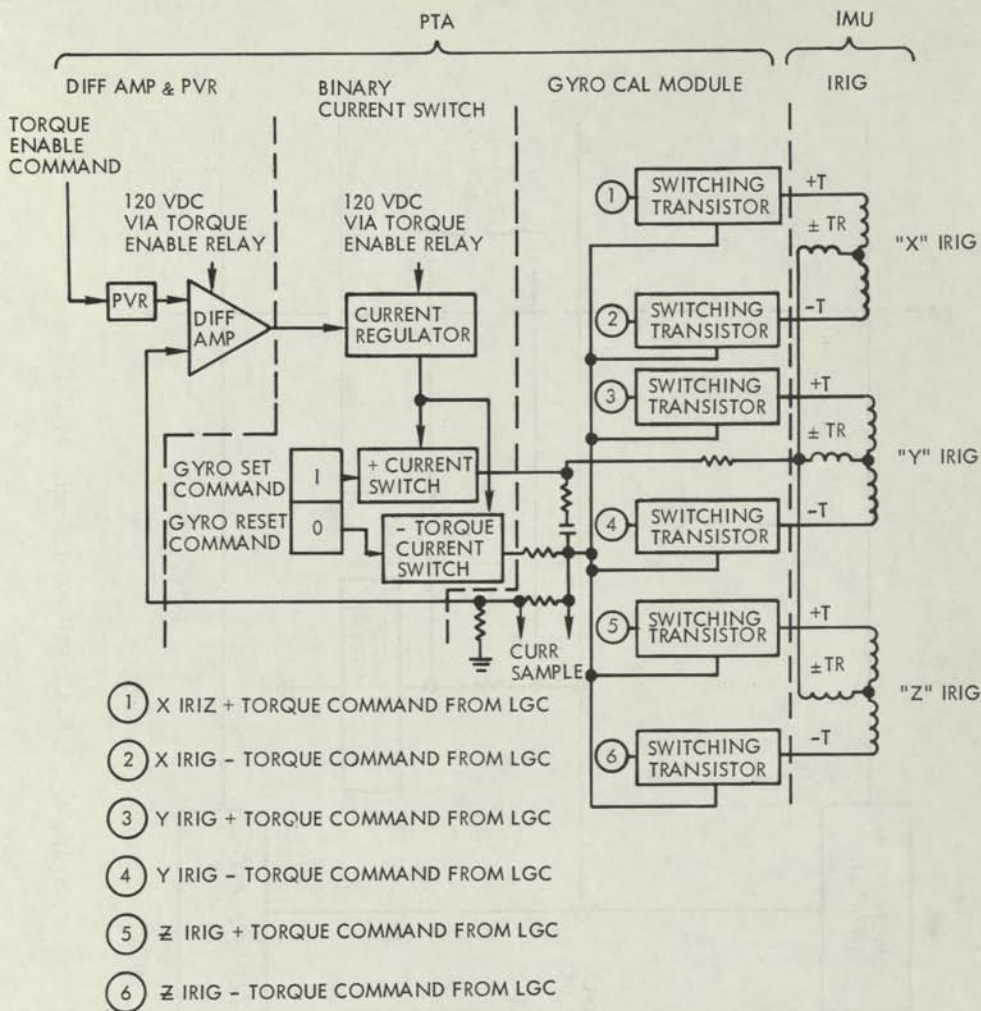 PTA
IMU
DIFF AMP & PVR
BINARY
CURRENT SWITCH
GYRO CAL MODULE
IRIG
TORQUE
ENABLE
COMMAND
120 VDC
VIA TORQUE
ENABLE RELAY
120 VDC
VIA TORQUE
ENABLE RELAY
PVR
DIFF
AMP
CURRENT
REGULATOR
GYRO SET
COMMAND
1
+ CURRENT
SWITCH
GYRO RESET
COMMAND
0
- TORQUE
CURRENT
SWITCH
CURR
SAMPLE
1
SWITCHING
TRANSISTOR
+T
± TR
"X" IRIG
2
SWITCHING
TRANSISTOR
-T
3
SWITCHING
TRANSISTOR
+T
± TR
"Y" IRIG
4
SWITCHING
TRANSISTOR
-T
5
SWITCHING
TRANSISTOR
+T
± TR
"Z" IRIG
6
SWITCHING
TRANSISTOR
-T
1 X IRIZ + TORQUE COMMAND FROM LGC
2 X IRIG - TORQUE COMMAND FROM LGC
3 Y IRIG + TORQUE COMMAND FROM LGC
4 Y IRIG - TORQUE COMMAND FROM LGC
5 Z IRIG + TORQUE COMMAND FROM LGC
6 Z IRIG - TORQUE COMMAND FROM LGC